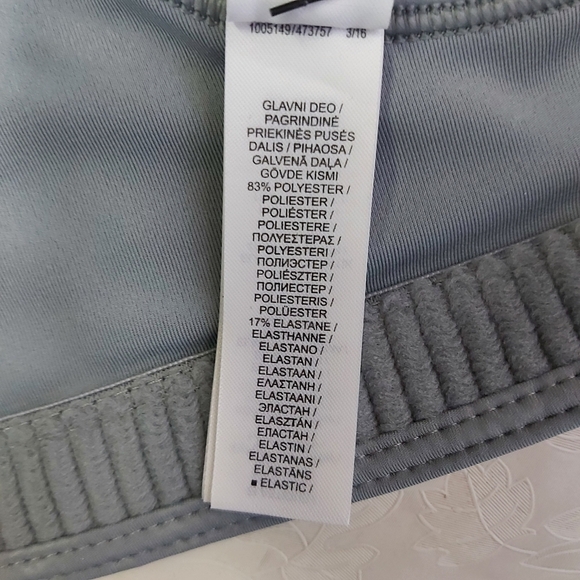 1005149/473757 3/16
GLAVNI DEO /
PAGRINDINĖ
PRIEKINĖS PUSĖS
DALIS / PIHAOSA /
GALVENĀ DAĻA /
GÖVDE KISMI
83% POLYESTER /
POLIESTER /
POLIÉSTER /
POLIESTERE /
ΠΟΛΥΕΣΤΕΡΑΣ /
POLYESTERI /
ПОЛИЭСТЕР /
POLIÉSZTER /
ПОЛИЕСТЕР /
POLIESTERIS /
POLÜESTER
17% ELASTANE /
ELASTHANNE /
ELASTANO /
ELASTAN /
ELASTAAN /
ΕΛΑΣΤΑΝΗ /
ELASTAANI /
ЭЛАСТАН /
ELASZTÁN /
ЕЛАСТАН /
ELASTIN /
ELASTANAS /
ELASTĀNS
■ ELASTIC /